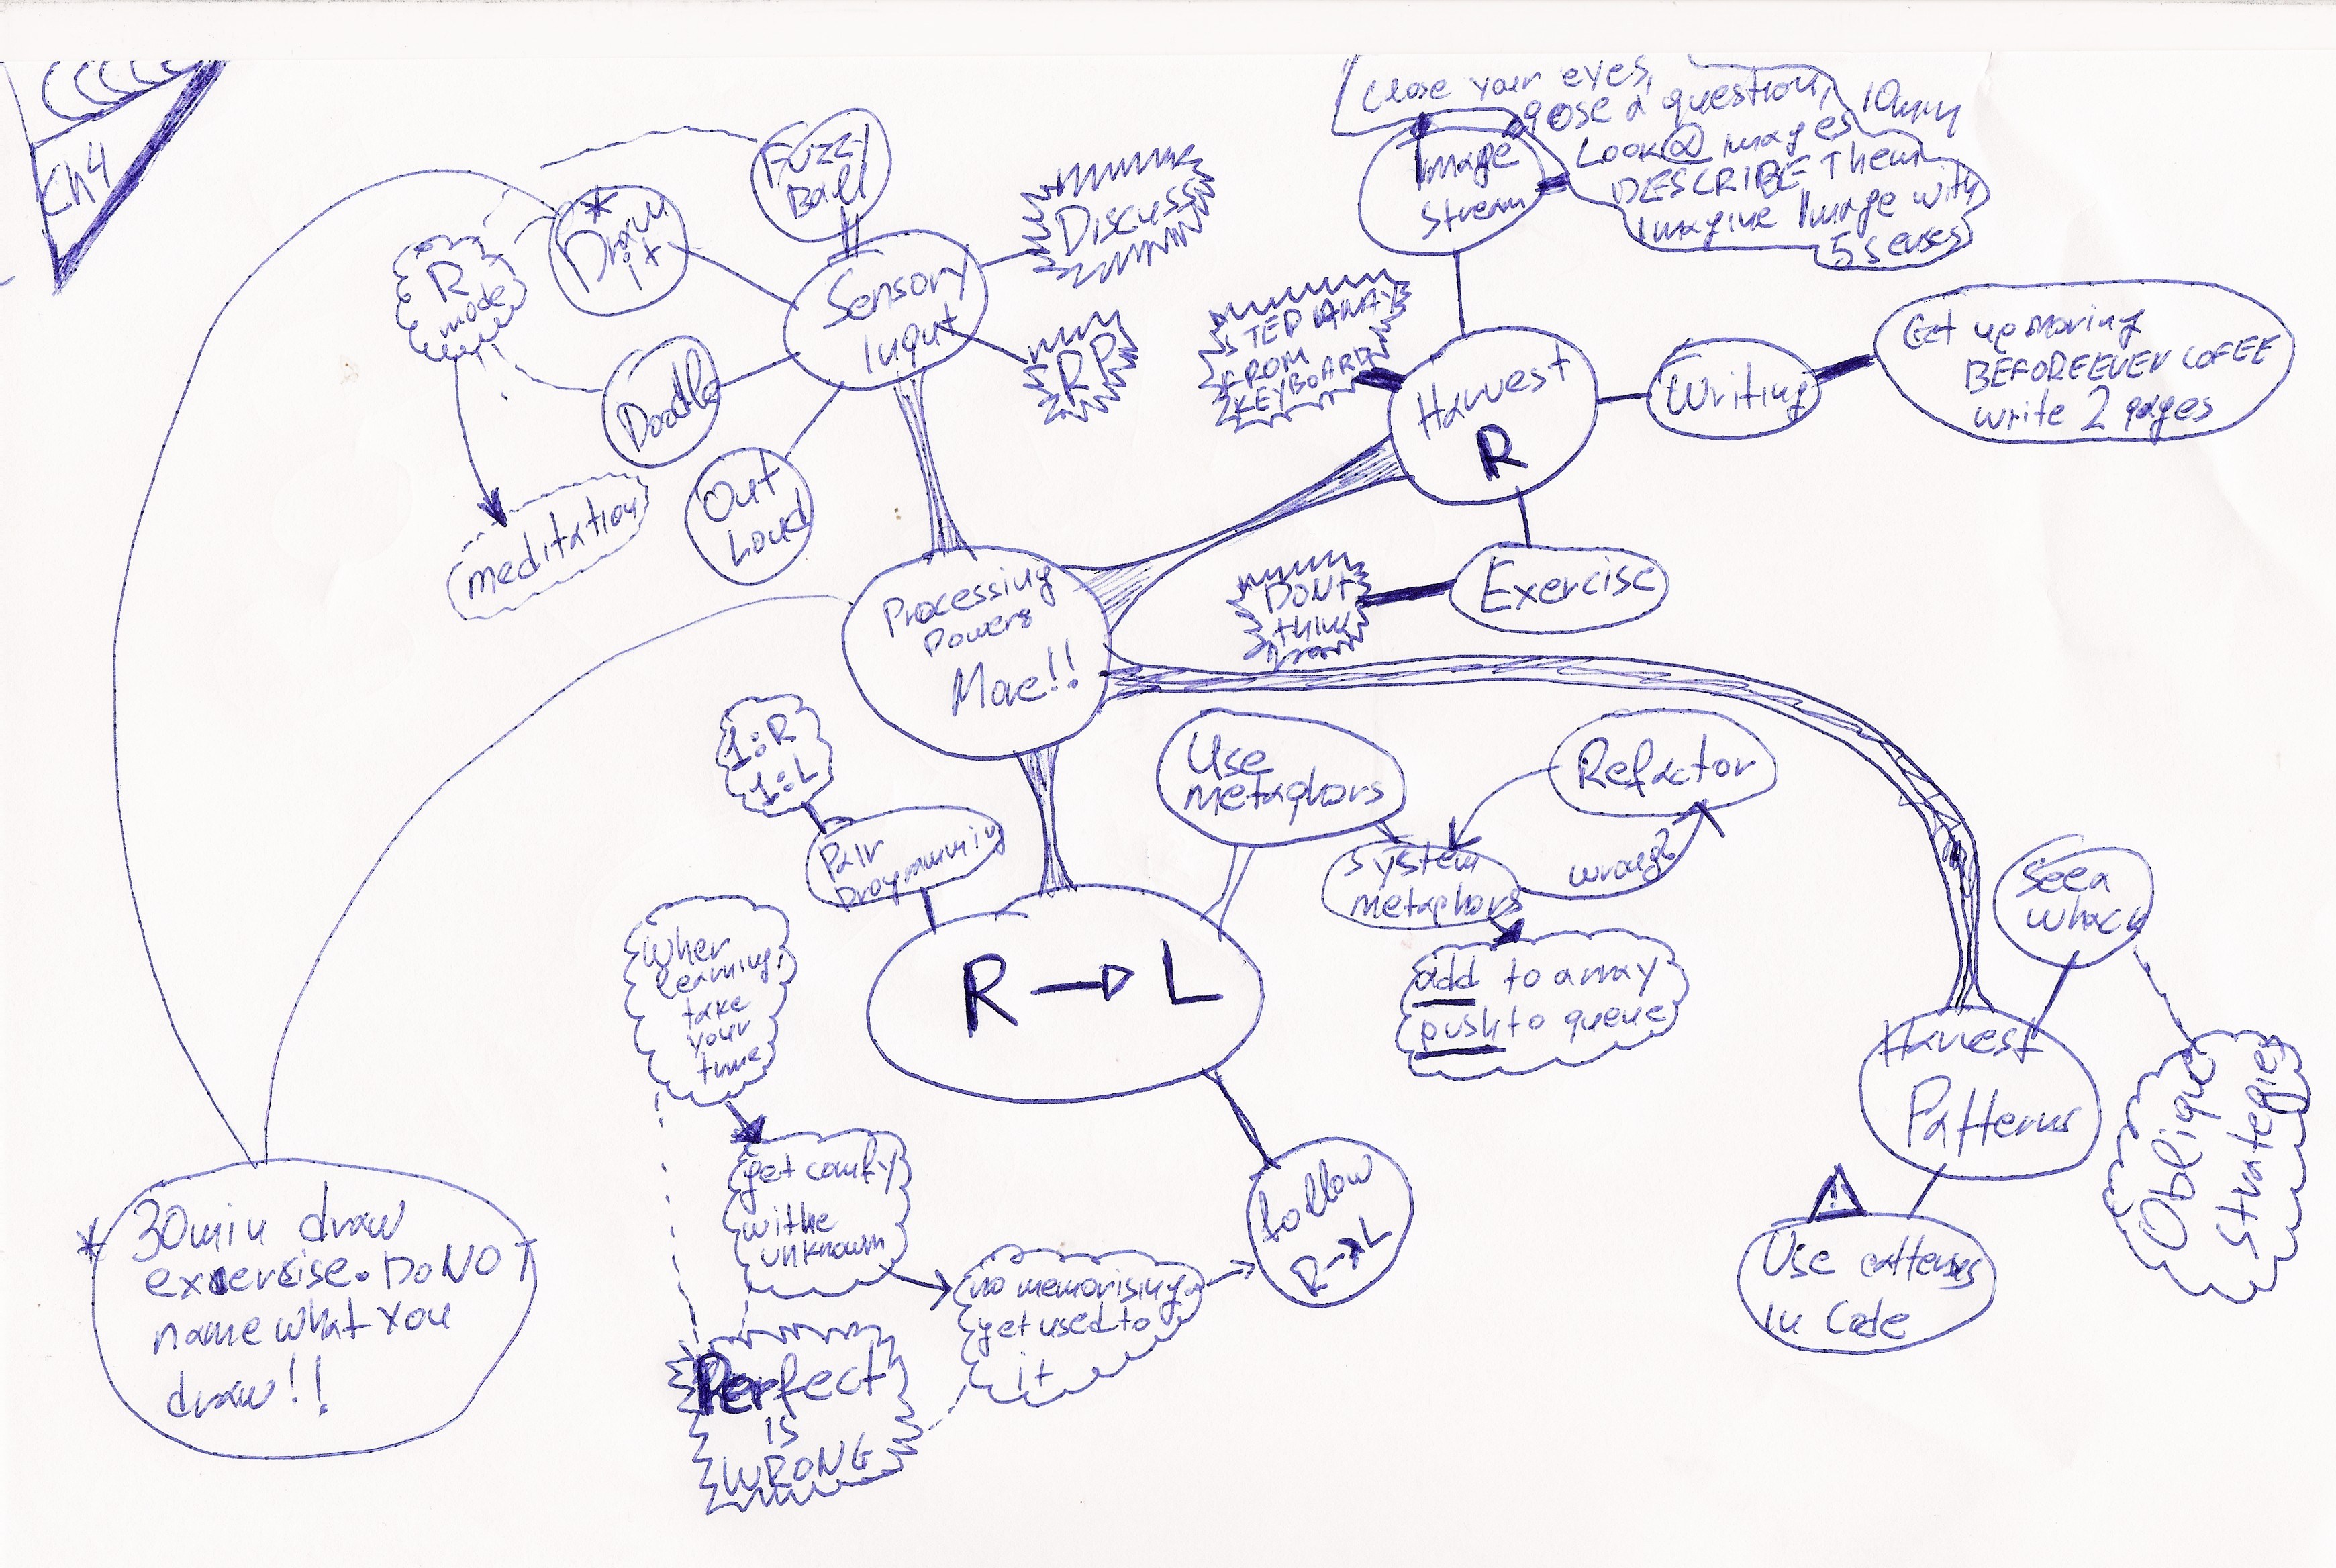 Ch4
Fuzzy
Ball
* Draw
it
R
mode
Sensory
Input
Discuss
RP
Doodle
Out
Loud
meditation
Close your eyes,
pose a question, 10min
Look @ images
DESCRIBE Them
Imagine Image with
5 senses
Image
Stream
STEP AWAY
FROM
KEYBOARD
Harvest
R
Writing
Get up moring
BEFORE EVEN COFEE
write 2 pages
Exercise
DONT
think
Processing
Powers
More!!
1:R
1:L
Pair
Programming
Use
metaphors
Refactor
System
metaphors
wrong?
add to array
push to queue
R → L
When
learning,
take
your
time
get comfy
with the
unknown
no memorising
get used to
it
follow
R→L
Perfect
is
WRONG
See a
whack
Harvest
Patterns
Oblique
Strategies
!
Use patterns
in Code
* 30min draw
exercise. Do NOT
name what you
draw!!